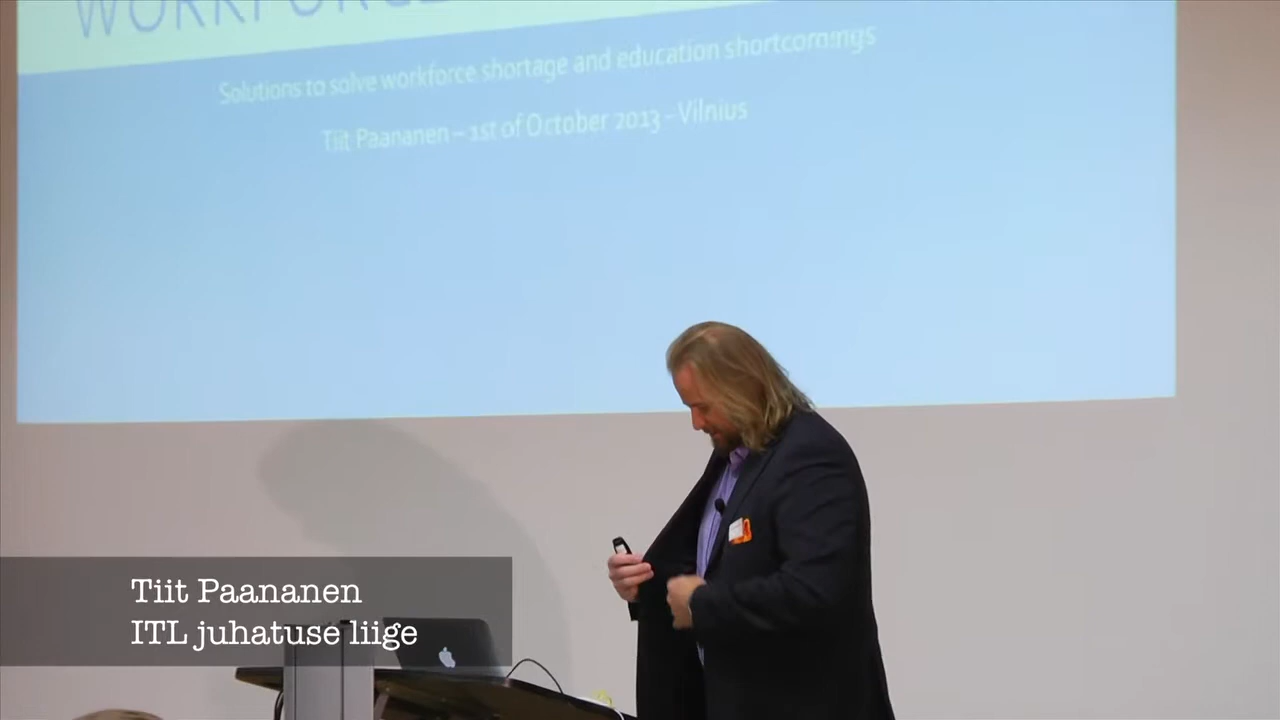 WORKFORCE
Solutions to solve workforce shortage and education shortcomings
Tiit Paananen – 1st of October 2013 - Vilnius
Tiit Paananen
ITL juhatuse liige